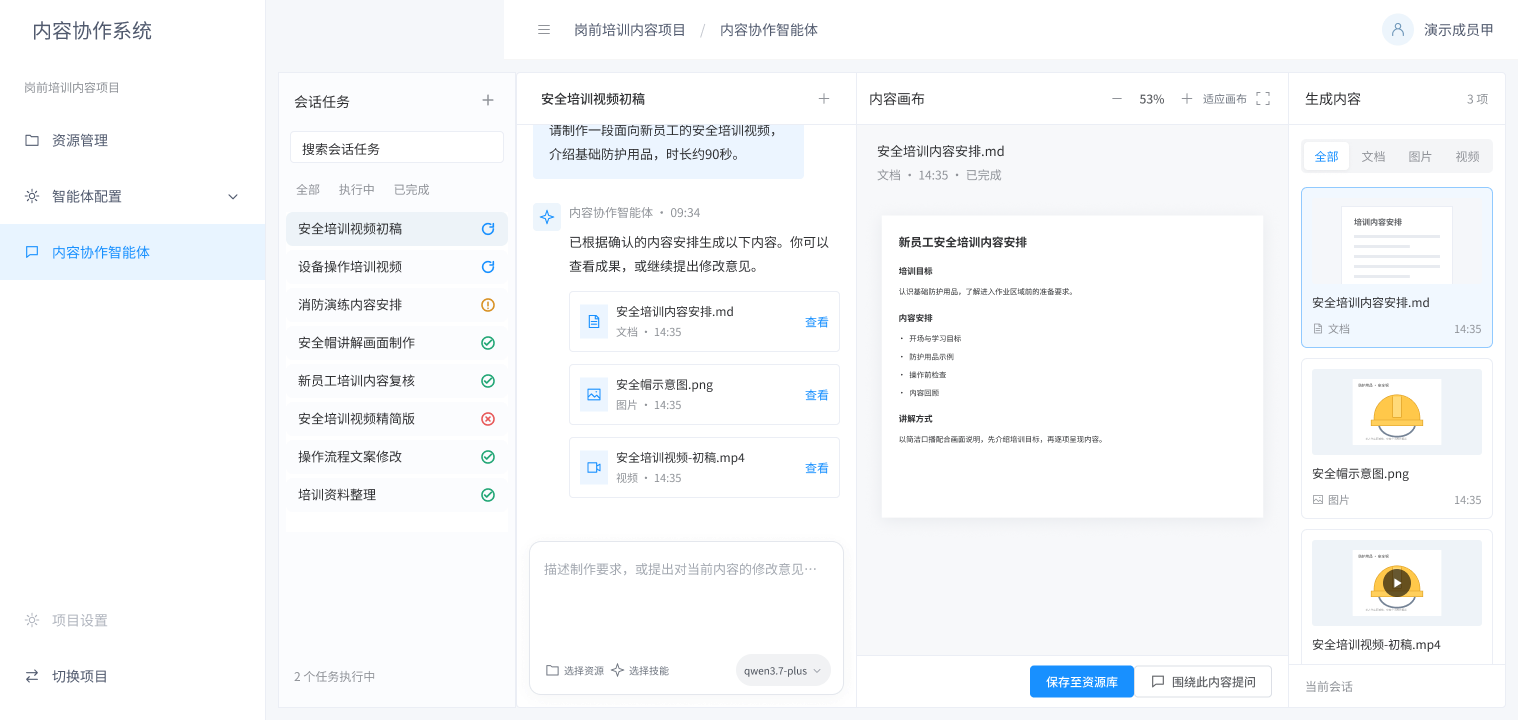 内容协作系统
岗前培训内容项目
资源管理
智能体配置
内容协作智能体
项目设置
切换项目
岗前培训内容项目 / 内容协作智能体
演示成员甲
会话任务
搜索会话任务
全部 执行中 已完成
安全培训视频初稿
设备操作培训视频
消防演练内容安排
安全帽讲解画面制作
新员工培训内容复核
安全培训视频精简版
操作流程文案修改
培训资料整理
2 个任务执行中
安全培训视频初稿
请制作一段面向新员工的安全培训视频，
介绍基础防护用品，时长约90秒。
内容协作智能体 • 09:34
已根据确认的内容安排生成以下内容。你可以
查看成果，或继续提出修改意见。
安全培训内容安排.md
文档 • 14:35
查看
安全帽示意图.png
图片 • 14:35
查看
安全培训视频-初稿.mp4
视频 • 14:35
查看
描述制作要求，或提出对当前内容的修改意见…
选择资源 选择技能 qwen3.7-plus
内容画布
53% 适应画布
安全培训内容安排.md
文档 • 14:35 • 已完成
新员工安全培训内容安排
培训目标
认识基础防护用品，了解进入作业区域前的准备要求。
内容安排
• 开场与学习目标
• 防护用品示例
• 操作前检查
• 内容回顾
讲解方式
以简洁口播配合画面说明，先介绍培训目标，再逐项呈现内容。
保存至资源库 围绕此内容提问
生成内容 3 项
全部 文档 图片 视频
培训内容安排
安全培训内容安排.md
文档 14:35
安全帽示意图.png
图片 14:35
安全培训视频-初稿.mp4
当前会话